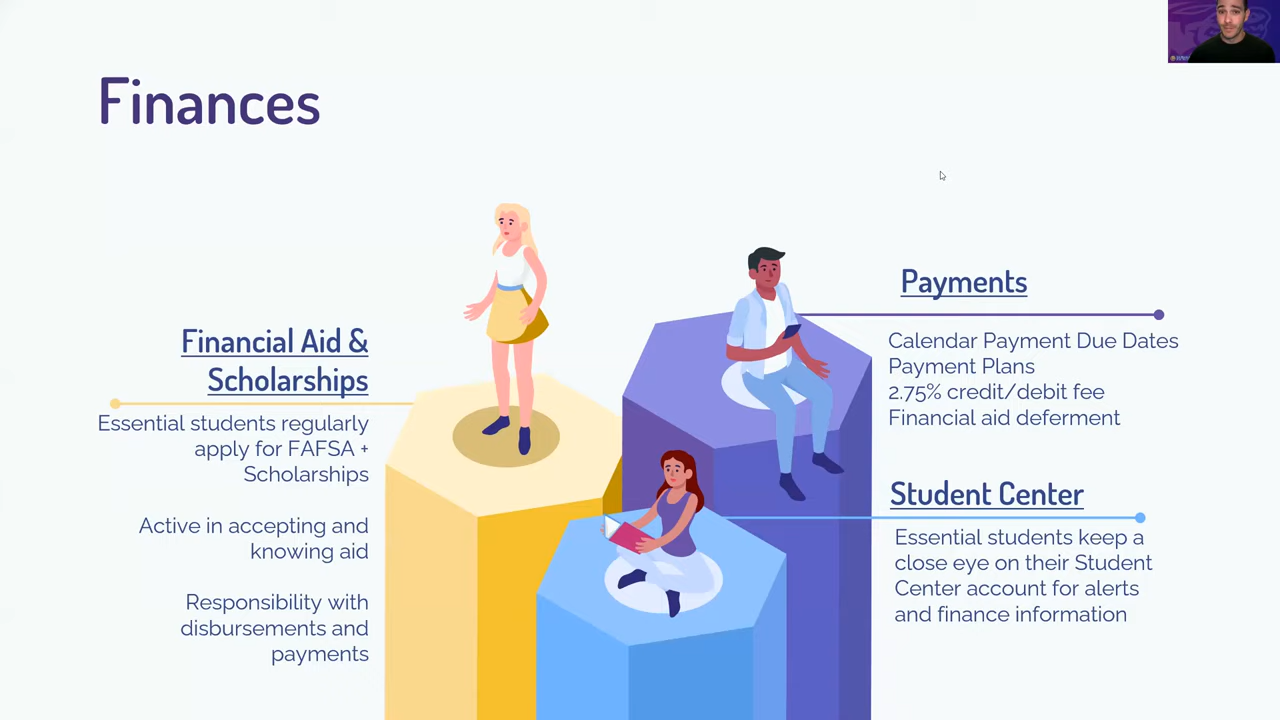 Finances
Financial Aid &
Scholarships
Essential students regularly
apply for FAFSA +
Scholarships
Active in accepting and
knowing aid
Responsibility with
disbursements and
payments
Payments
Calendar Payment Due Dates
Payment Plans
2.75% credit/debit fee
Financial aid deferment
Student Center
Essential students keep a
close eye on their Student
Center account for alerts
and finance information